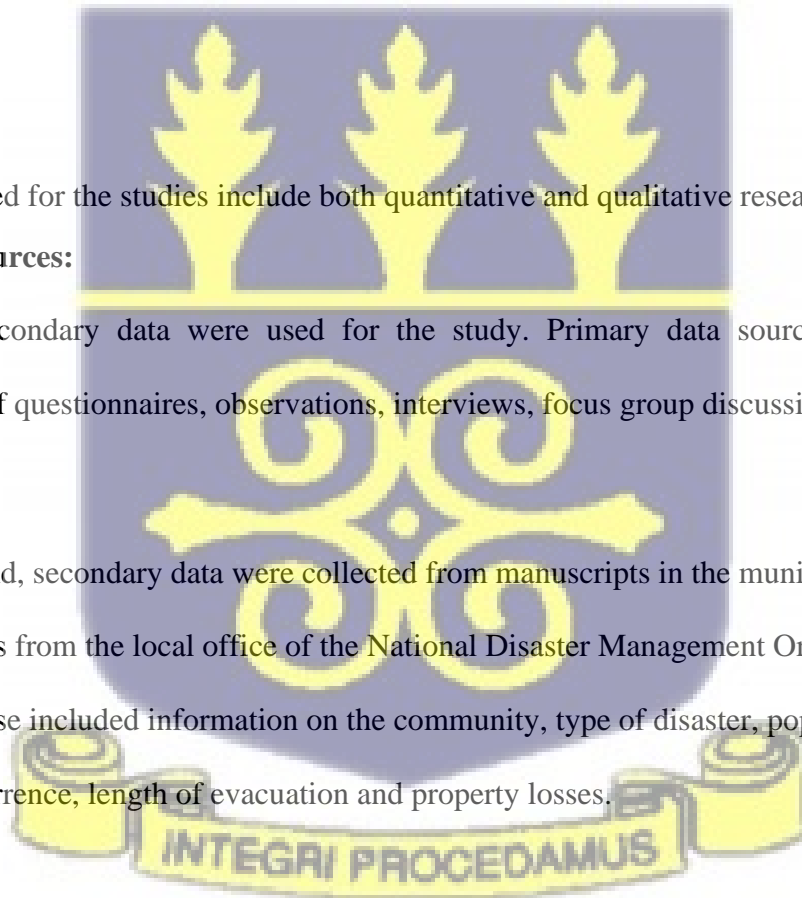 ed for the studies include both quantitative and qualitative resea
urces:
condary data were used for the study. Primary data sourc
f questionnaires, observations, interviews, focus group discussi
d, secondary data were collected from manuscripts in the muni
s from the local office of the National Disaster Management Or
se included information on the community, type of disaster, pop
rrence, length of evacuation and property losses.
INTEGRI PROCEDAMUS